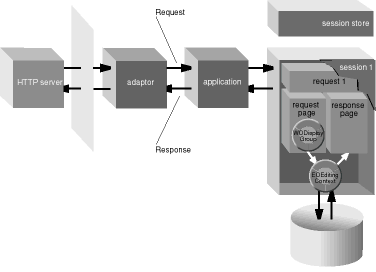 Request
session store
HTTP server
adaptor
application
session 1
request 1
request
page
response
page
WODisplay
Group
EOEditing
Context
Response